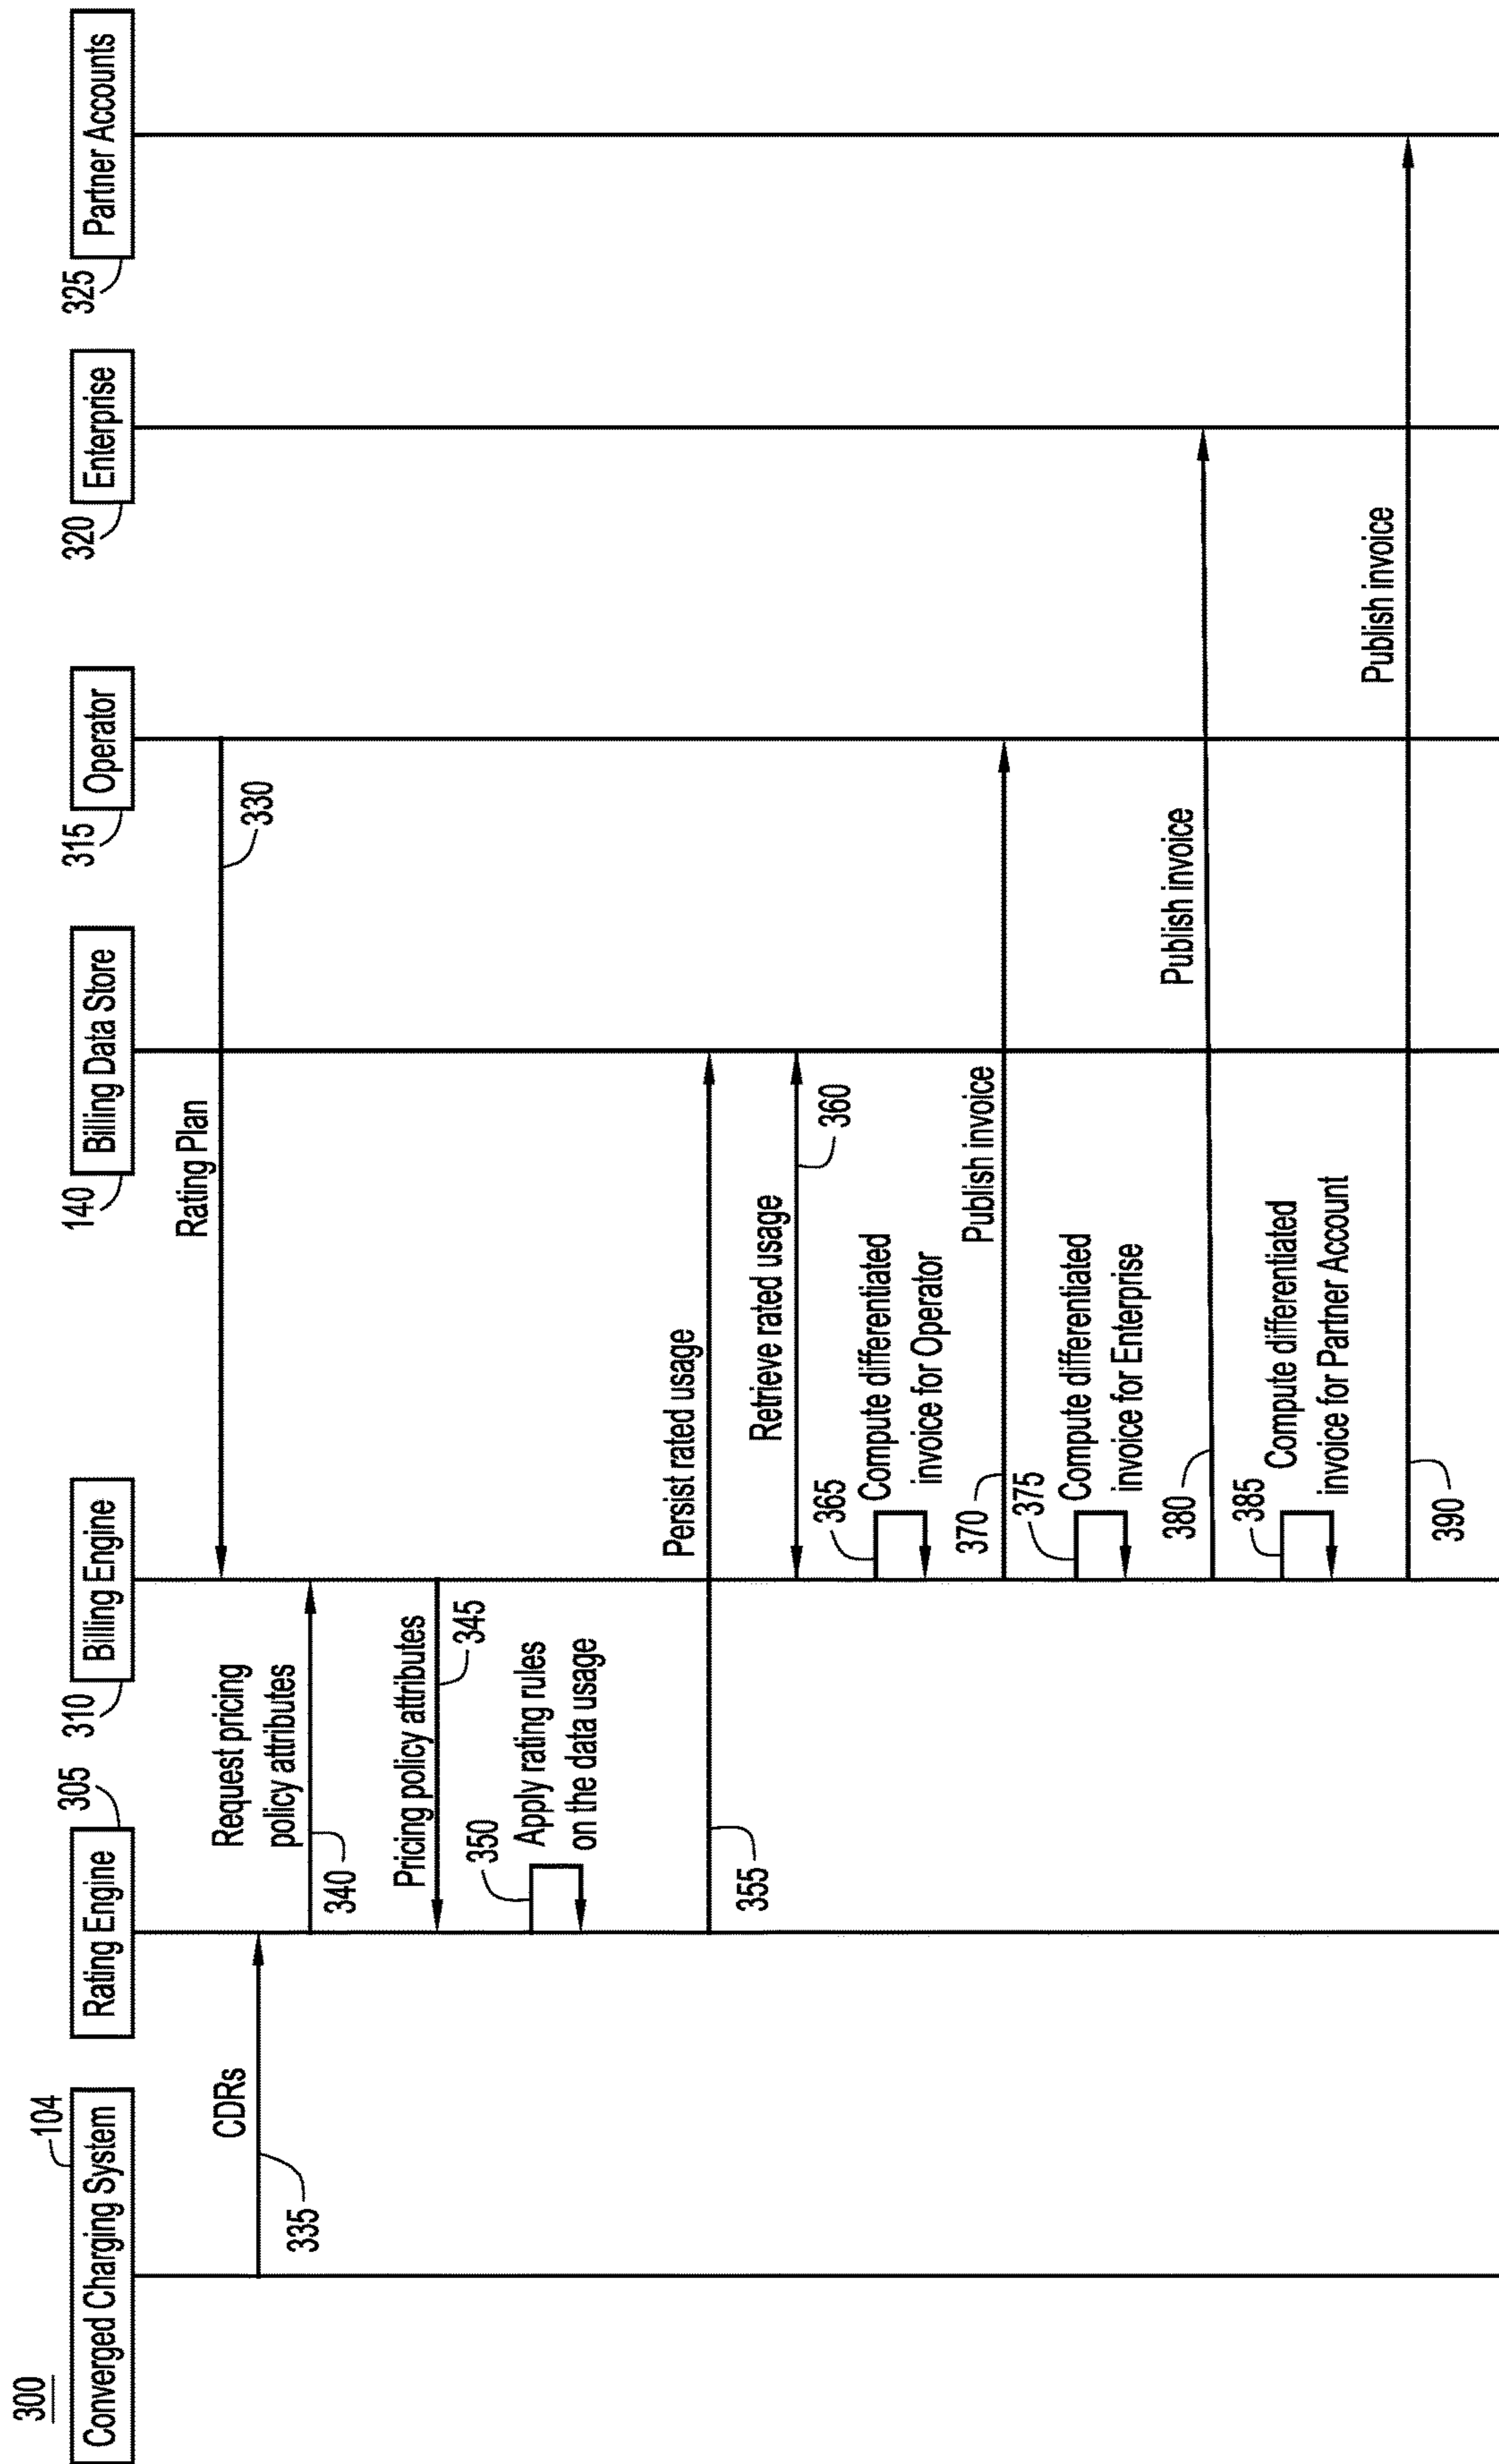 300
104
Converged Charging System
305
Rating Engine
310
Billing Engine
140
Billing Data Store
315
Operator
320
Enterprise
325
Partner Accounts
Rating Plan
330
CDRs
335
Request pricing
policy attributes
340
Pricing policy attributes
345
350
Apply rating rules
on the data usage
Persist rated usage
355
Retrieve rated usage
360
365
Compute differentiated
invoice for Operator
370
Publish invoice
375
Compute differentiated
invoice for Enterprise
380
Publish invoice
385
Compute differentiated
invoice for Partner Account
390
Publish invoice